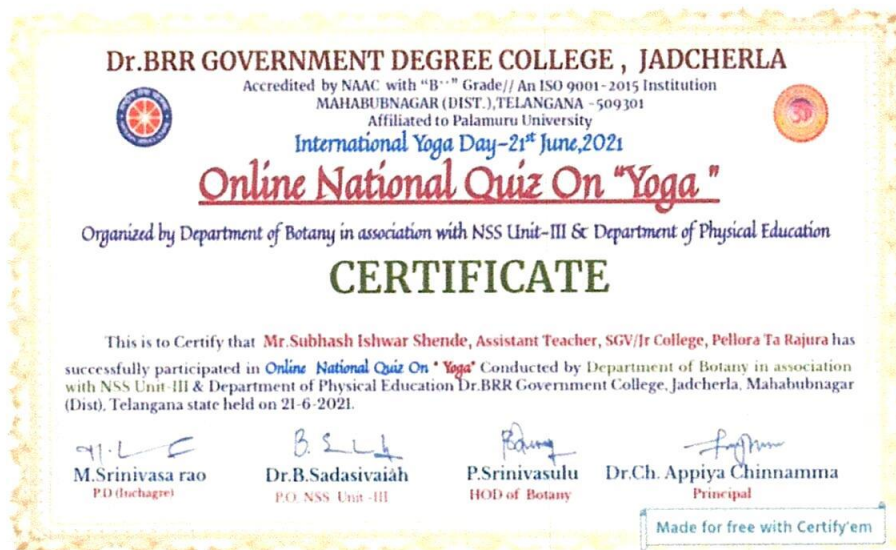 Dr.BRR GOVERNMENT DEGREE COLLEGE , JADCHERLA
Accredited by NAAC with "B++" Grade// An ISO 9001-2015 Institution
MAHABUBNAGAR (DIST.),TELANGANA -509301
Affiliated to Palamuru University
International Yoga Day-21st June,2021
Online National Quiz On "Yoga "
Organized by Department of Botany in association with NSS Unit-III & Department of Physical Education
CERTIFICATE
This is to Certify that Mr.Subhash Ishwar Shende, Assistant Teacher, SGV/Jr College, Pellora Ta Rajura has
successfully participated in Online National Quiz On " Yoga" Conducted by Department of Botany in association
with NSS Unit-III & Department of Physical Education Dr.BRR Government College, Jadcherla, Mahabubnagar
(Dist), Telangana state held on 21-6-2021.
M.Srinivasa rao Dr.B.Sadasivaiah P.Srinivasulu Dr.Ch. Appiya Chinnamma
P.D (Inchagre) P.O. NSS Unit -III HOD of Botany Principal
Made for free with Certify'em